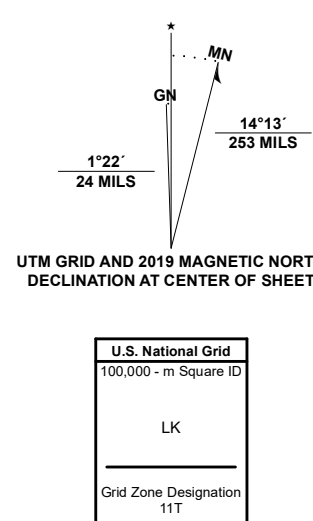 ★
MN
GN
14°13´
253 MILS
1°22´
24 MILS
UTM GRID AND 2019 MAGNETIC NORT
DECLINATION AT CENTER OF SHEET
U.S. National Grid
100,000 - m Square ID
LK
Grid Zone Designation
11T